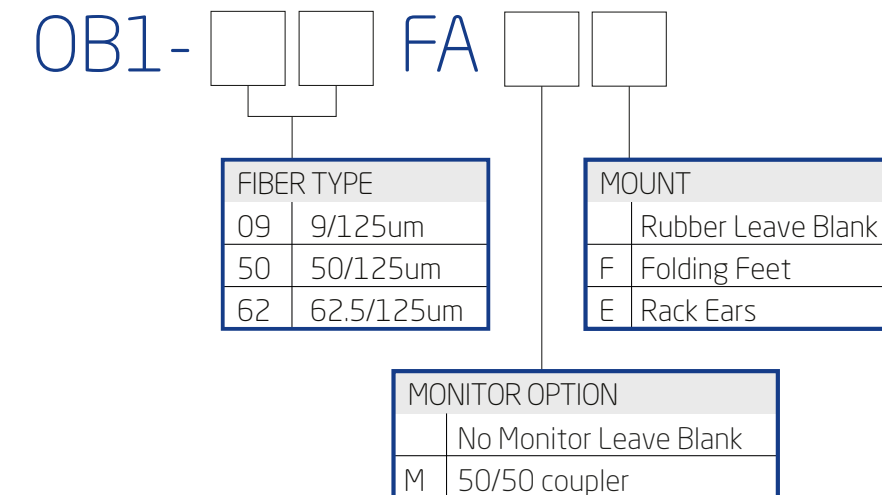 OB1- FA
FIBER TYPE
09 9/125um
50 50/125um
62 62.5/125um
MOUNT
Rubber Leave Blank
F Folding Feet
E Rack Ears
MONITOR OPTION
No Monitor Leave Blank
M 50/50 coupler